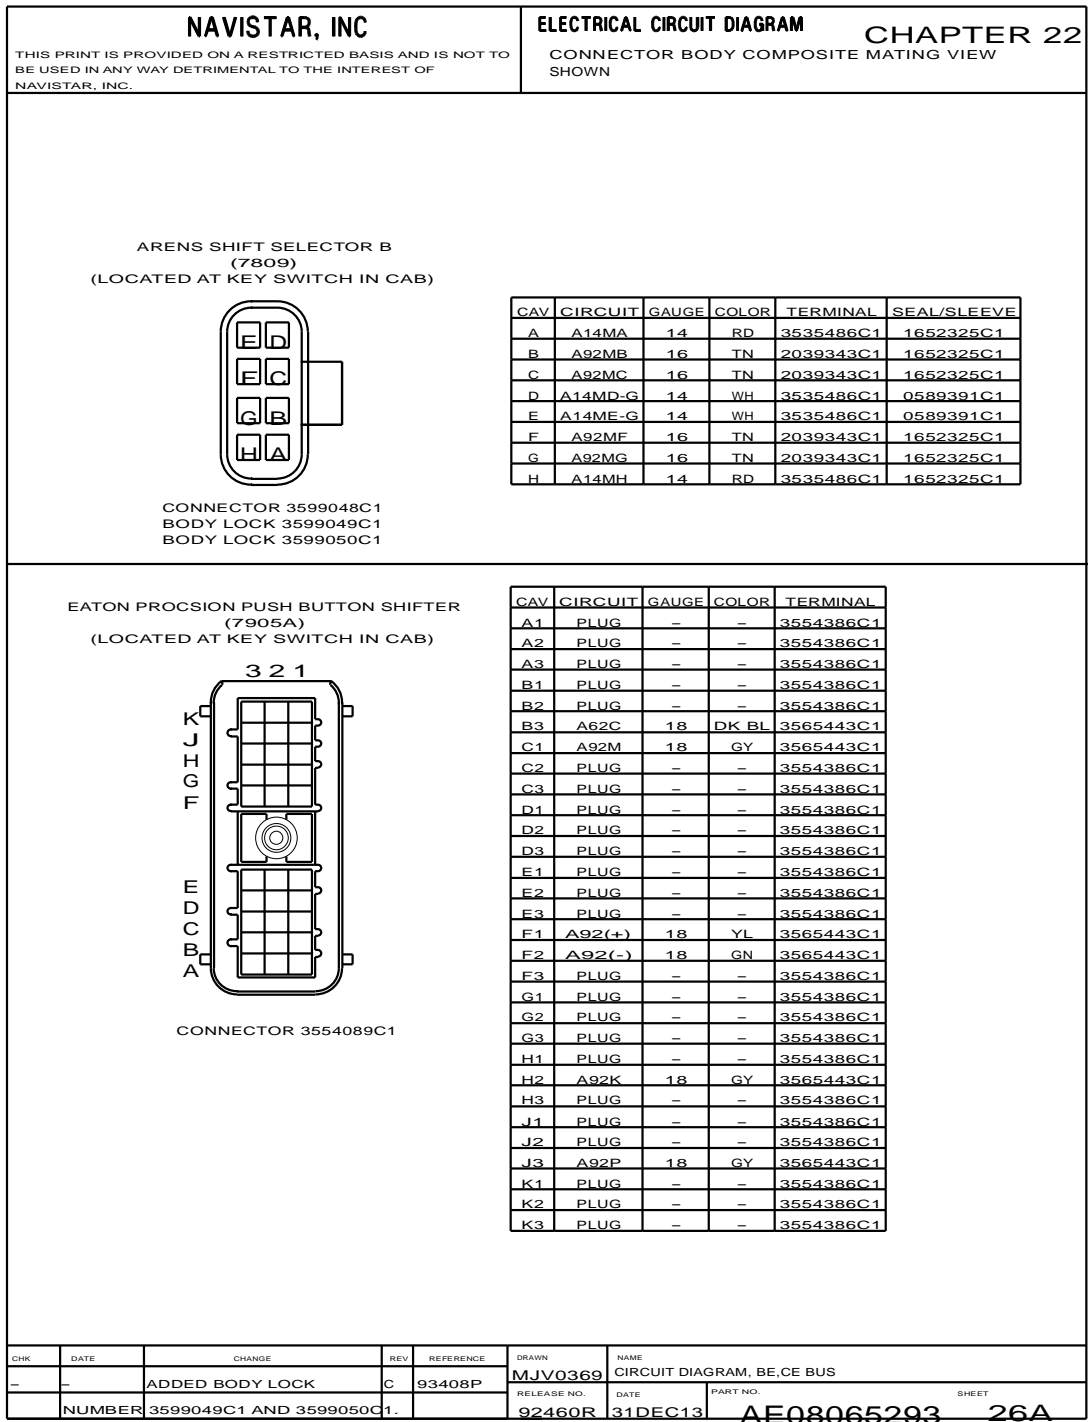 NAVISTAR, INC
THIS PRINT IS PROVIDED ON A RESTRICTED BASIS AND IS NOT TO
BE USED IN ANY WAY DETRIMENTAL TO THE INTEREST OF
NAVISTAR, INC.
ELECTRICAL CIRCUIT DIAGRAM
CHAPTER 22
CONNECTOR BODY COMPOSITE MATING VIEW
SHOWN
ARENS SHIFT SELECTOR B
(7809)
(LOCATED AT KEY SWITCH IN CAB)
E D
F C
G B
H A
CONNECTOR 3599048C1
BODY LOCK 3599049C1
BODY LOCK 3599050C1
CAV CIRCUIT GAUGE COLOR TERMINAL SEAL/SLEEVE
A A14MA 14 RD 3535486C1 1652325C1
B A92MB 16 TN 2039343C1 1652325C1
C A92MC 16 TN 2039343C1 1652325C1
D A14MD-G 14 WH 3535486C1 0589391C1
E A14ME-G 14 WH 3535486C1 0589391C1
F A92MF 16 TN 2039343C1 1652325C1
G A92MG 16 TN 2039343C1 1652325C1
H A14MH 14 RD 3535486C1 1652325C1
EATON PROCSION PUSH BUTTON SHIFTER
(7905A)
(LOCATED AT KEY SWITCH IN CAB)
3 2 1
K
J
H
G
F
E
D
C
B
A
CONNECTOR 3554089C1
CAV CIRCUIT GAUGE COLOR TERMINAL
A1 PLUG – – 3554386C1
A2 PLUG – – 3554386C1
A3 PLUG – – 3554386C1
B1 PLUG – – 3554386C1
B2 PLUG – – 3554386C1
B3 A62C 18 DK BL 3565443C1
C1 A92M 18 GY 3565443C1
C2 PLUG – – 3554386C1
C3 PLUG – – 3554386C1
D1 PLUG – – 3554386C1
D2 PLUG – – 3554386C1
D3 PLUG – – 3554386C1
E1 PLUG – – 3554386C1
E2 PLUG – – 3554386C1
E3 PLUG – – 3554386C1
F1 A92(+) 18 YL 3565443C1
F2 A92(-) 18 GN 3565443C1
F3 PLUG – – 3554386C1
G1 PLUG – – 3554386C1
G2 PLUG – – 3554386C1
G3 PLUG – – 3554386C1
H1 PLUG – – 3554386C1
H2 A92K 18 GY 3565443C1
H3 PLUG – – 3554386C1
J1 PLUG – – 3554386C1
J2 PLUG – – 3554386C1
J3 A92P 18 GY 3565443C1
K1 PLUG – – 3554386C1
K2 PLUG – – 3554386C1
K3 PLUG – – 3554386C1
CHK DATE CHANGE REV REFERENCE
– – ADDED BODY LOCK C 93408P
NUMBER 3599049C1 AND 3599050C1.
DRAWN
MJV0369
NAME
CIRCUIT DIAGRAM, BE,CE BUS
RELEASE NO.
92460R
DATE
31DEC13
PART NO.
AE08065293
SHEET
26A